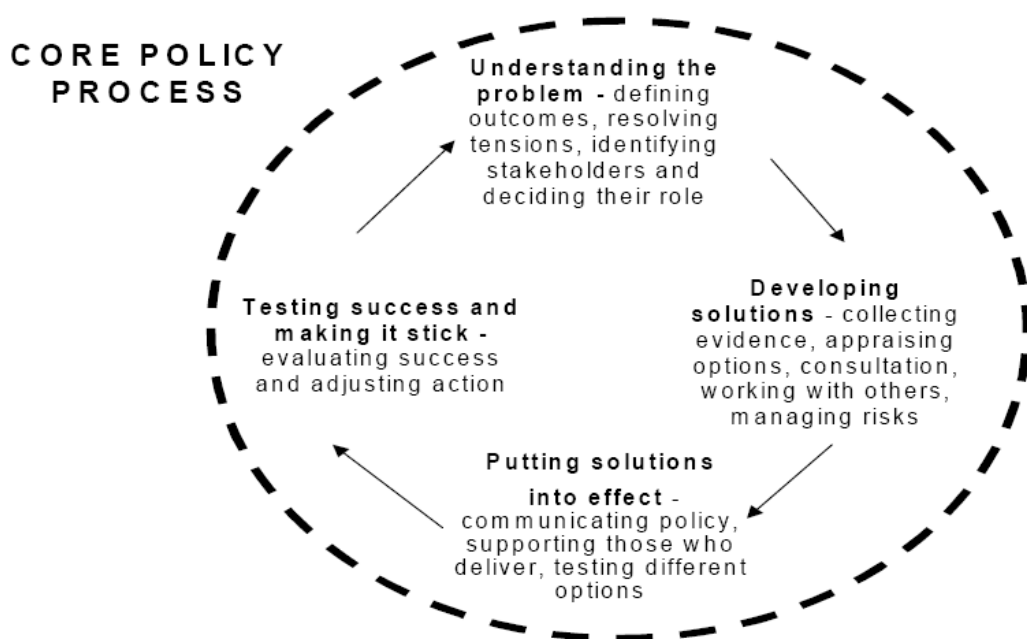 CORE POLICY
PROCESS
Understanding the
problem - defining
outcomes, resolving
tensions, identifying
stakeholders and
deciding their role
Developing
solutions - collecting
evidence, appraising
options, consultation,
working with others,
managing risks
Putting solutions
into effect -
communicating policy,
supporting those who
deliver, testing different
options
Testing success and
making it stick -
evaluating success
and adjusting action